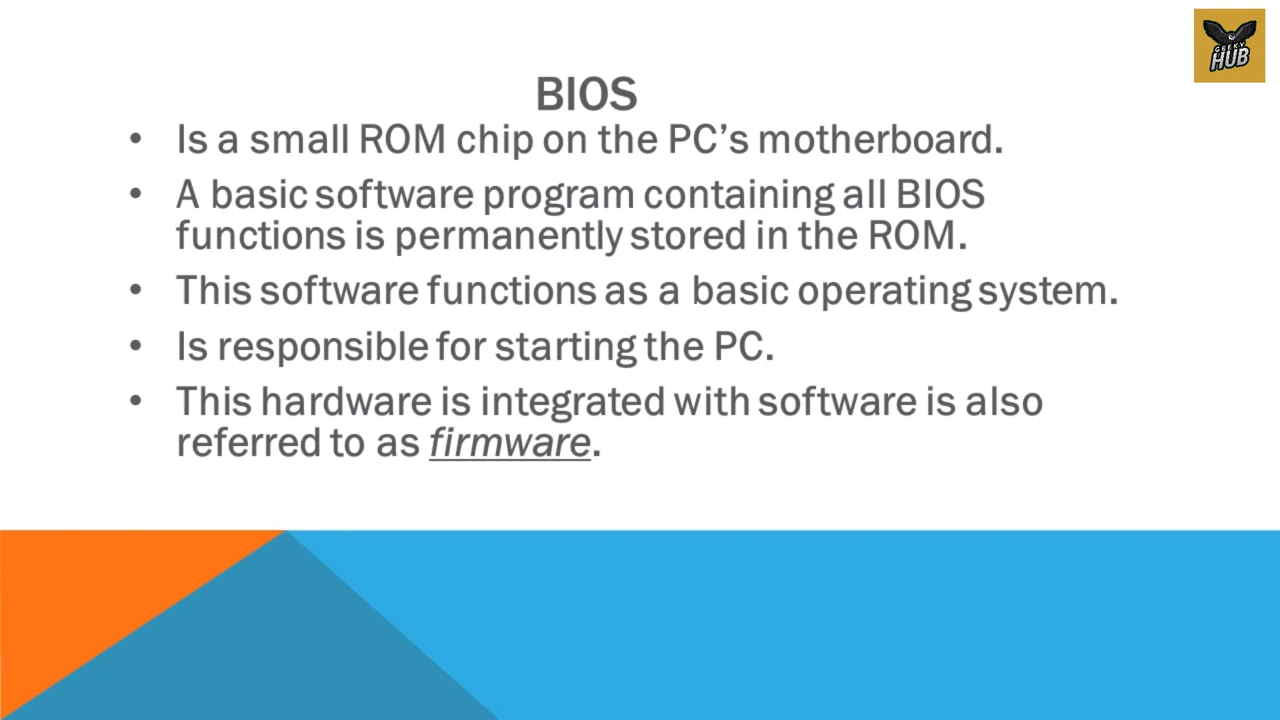 GEEKY
HUB
BIOS
• Is a small ROM chip on the PC’s motherboard.
• A basic software program containing all BIOS
functions is permanently stored in the ROM.
• This software functions as a basic operating system.
• Is responsible for starting the PC.
• This hardware is integrated with software is also
referred to as firmware.